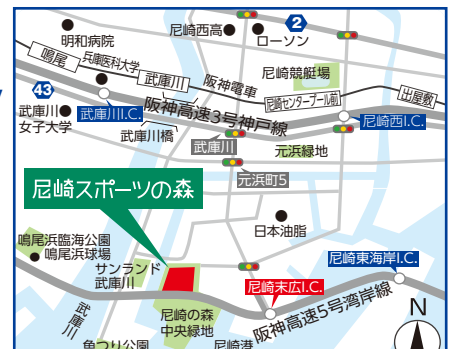 尼崎西高
2
明和病院
ローソン
鳴尾
兵庫医科大学
武庫川
阪神電車
尼崎競艇場
43
尼崎センタープール前
出屋敷
武庫川
女子大学
武庫川I.C.
阪神高速3号神戸線
尼崎西I.C.
武庫川橋
武庫川
元浜緑地
元浜町5
尼崎スポーツの森
日本油脂
鳴尾浜臨海公園
鳴尾浜球場
サンランド
武庫川
尼崎東海岸I.C.
尼崎末広I.C.
武庫川
尼崎の森
中央緑地
阪神高速5号湾岸線
N
魚つり公園
尼崎港